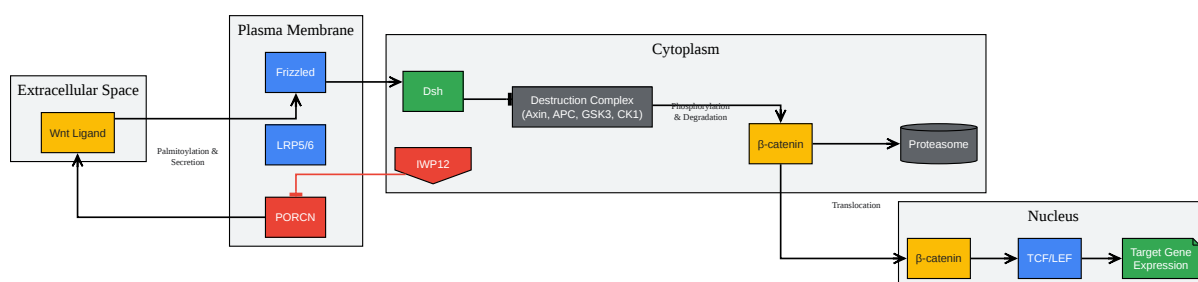 Extracellular Space
Wnt Ligand
Palmitoylation &
Secretion
Plasma Membrane
Frizzled
LRP5/6
PORCN
Cytoplasm
Dsh
Destruction Complex
(Axin, APC, GSK3, CK1)
Phosphorylation
& Degradation
IWP12
β-catenin
Proteasome
Translocation
Nucleus
β-catenin
TCF/LEF
Target Gene
Expression